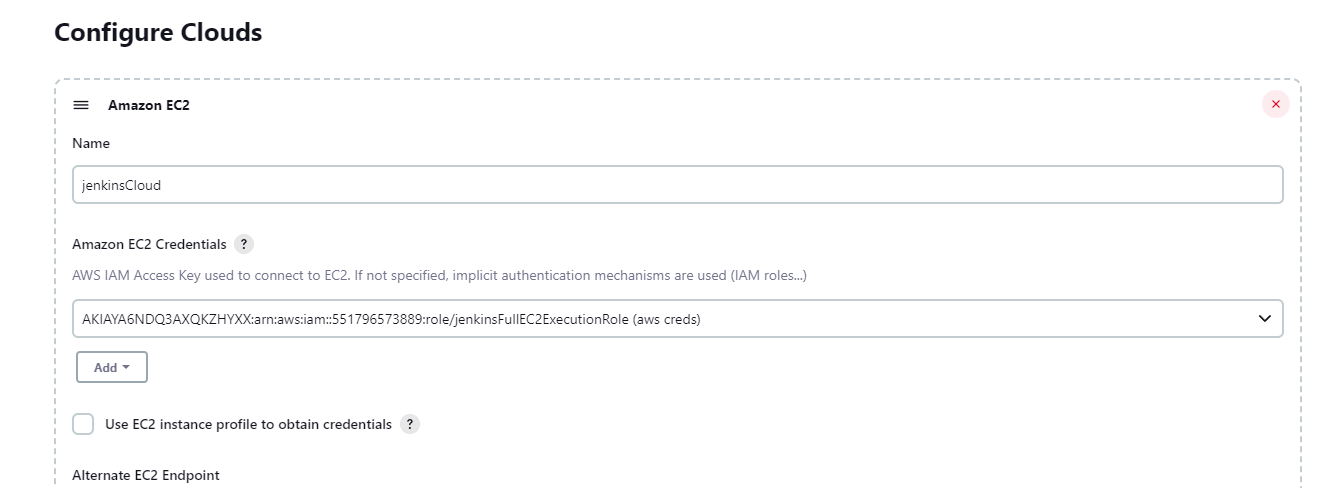 Configure Clouds
Amazon EC2
Name
jenkinsCloud
Amazon EC2 Credentials ?
AWS IAM Access Key used to connect to EC2. If not specified, implicit authentication mechanisms are used (IAM roles...)
AKIAYA6NDQ3AXQKZHYXX:arn:aws:iam::551796573889:role/jenkinsFullEC2ExecutionRole (aws creds)
Add
Use EC2 instance profile to obtain credentials ?
Alternate EC2 Endpoint